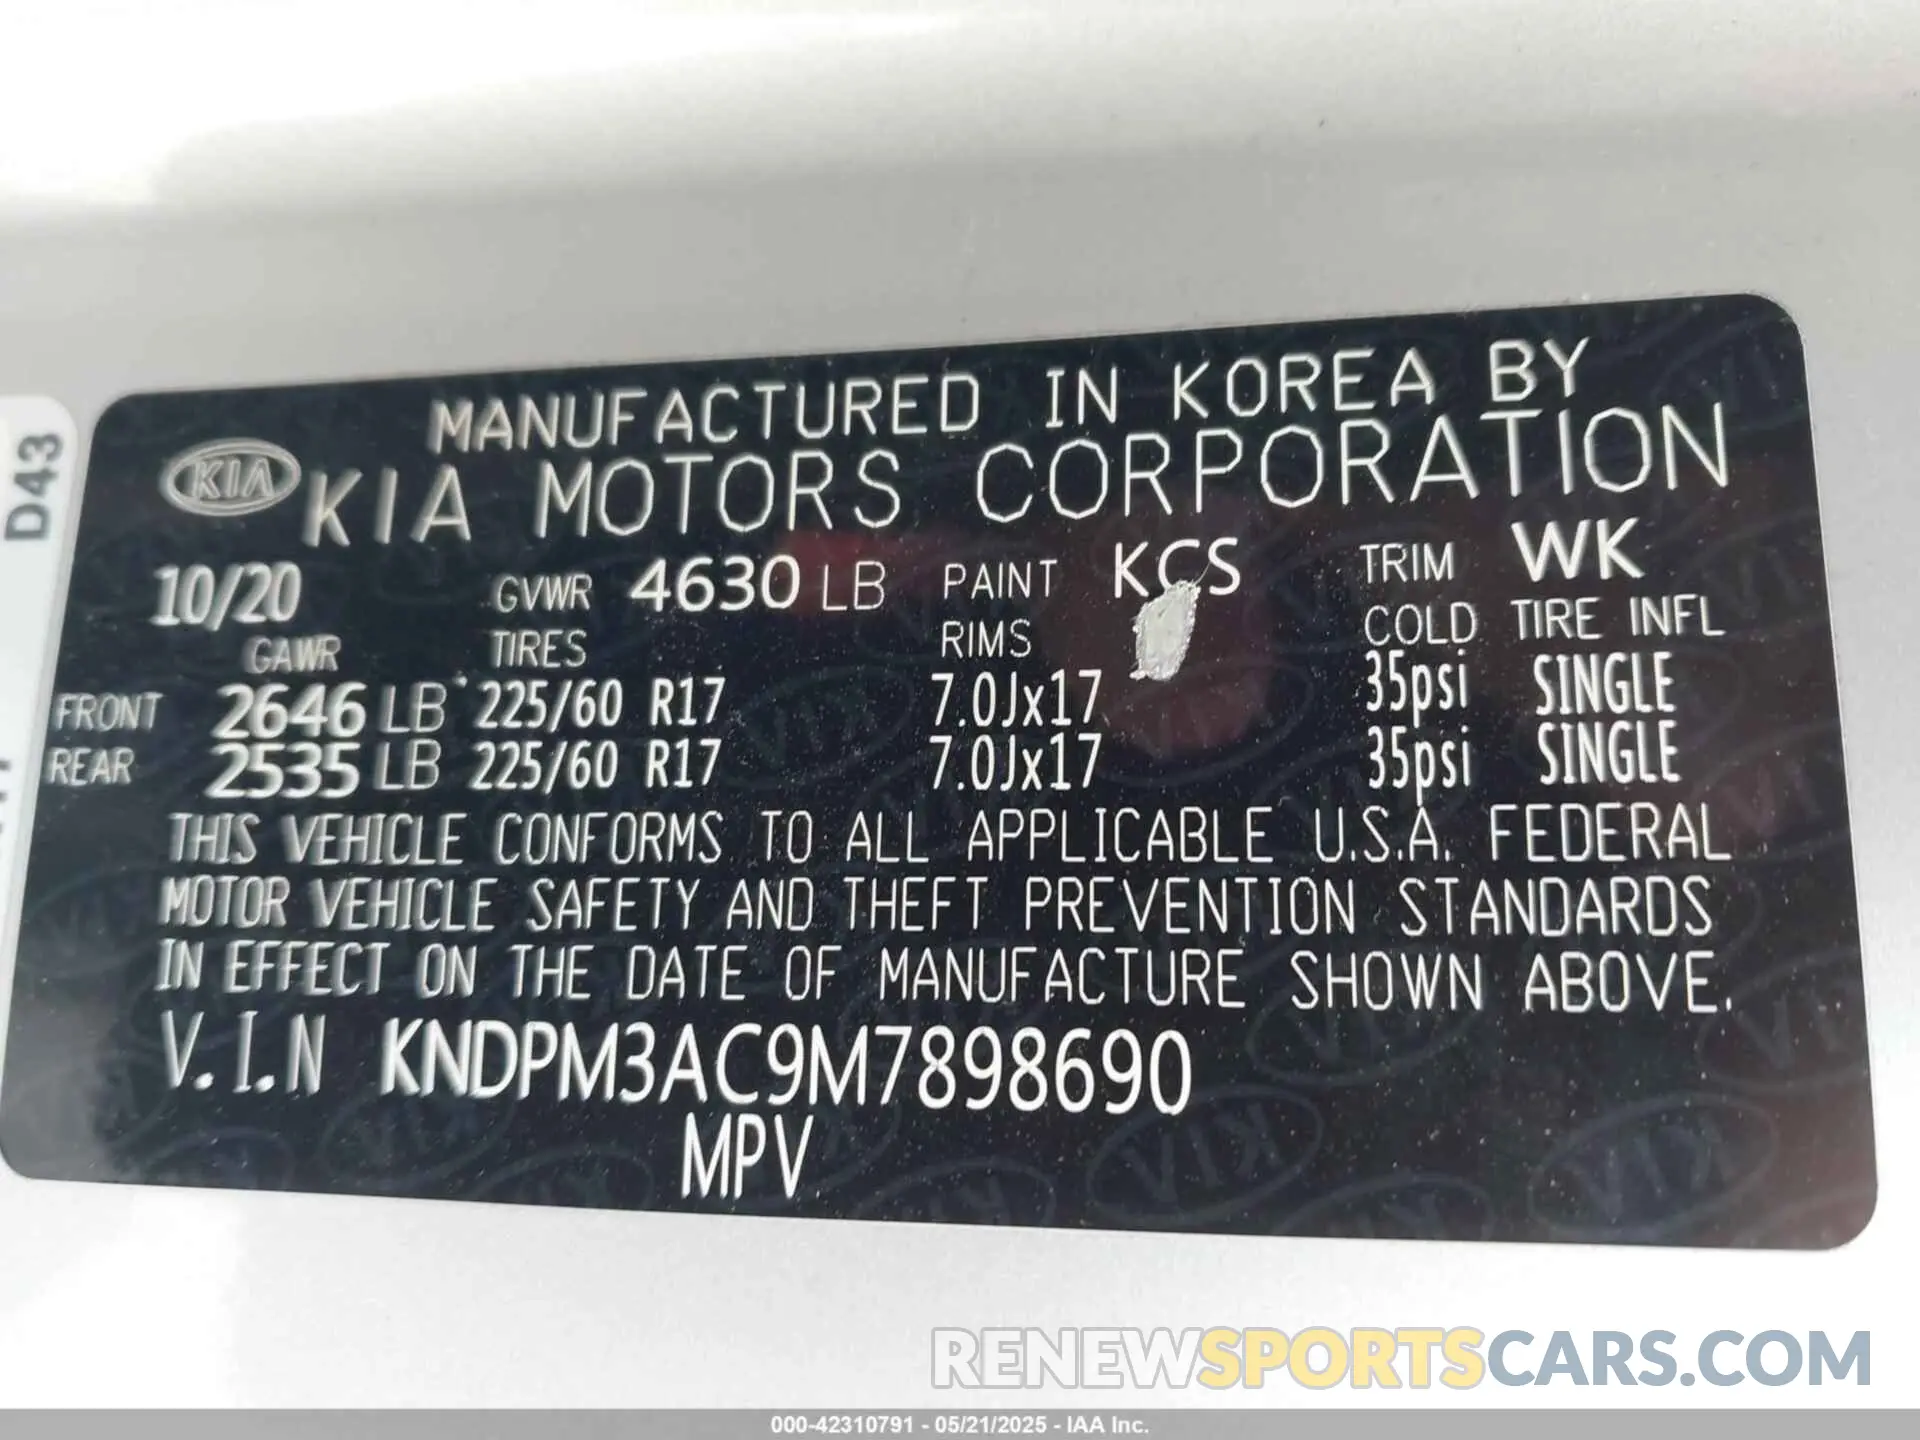 D43
MANUFACTURED IN KOREA BY
KIA KIA MOTORS CORPORATION
10/20 GVWR 4630 LB PAINT KCS TRIM WK
GAWR TIRES RIMS COLD TIRE INFL
FRONT 2646 LB 225/60 R17 7.0Jx17 35psi SINGLE
REAR 2535 LB 225/60 R17 7.0Jx17 35psi SINGLE
THIS VEHICLE CONFORMS TO ALL APPLICABLE U.S.A. FEDERAL
MOTOR VEHICLE SAFETY AND THEFT PREVENTION STANDARDS
IN EFFECT ON THE DATE OF MANUFACTURE SHOWN ABOVE.
V.I.N KNDPM3AC9M7898690
MPV
RENEWSPORTSCARS.COM
000-42310791 - 05/21/2025 - IAA Inc.